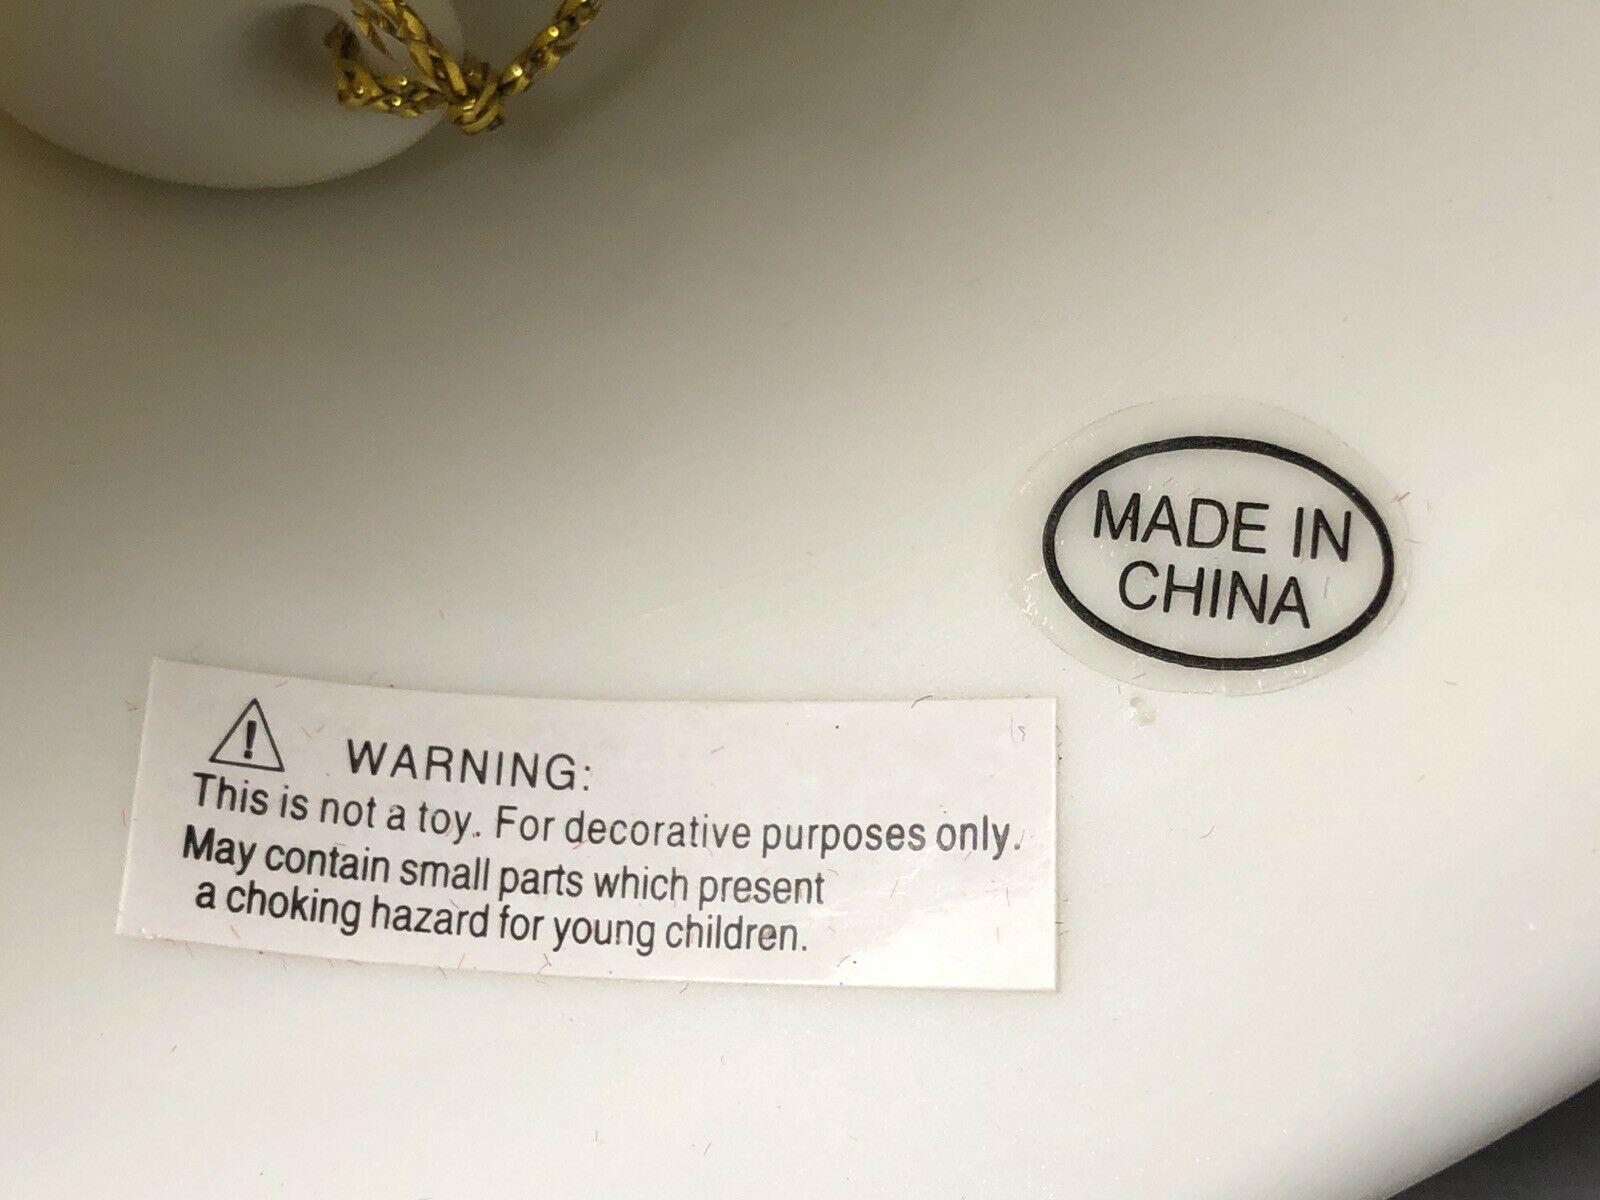 MADE IN
CHINA
WARNING:
This is not a toy. For decorative purposes only.
May contain small parts which present
a choking hazard for young children.